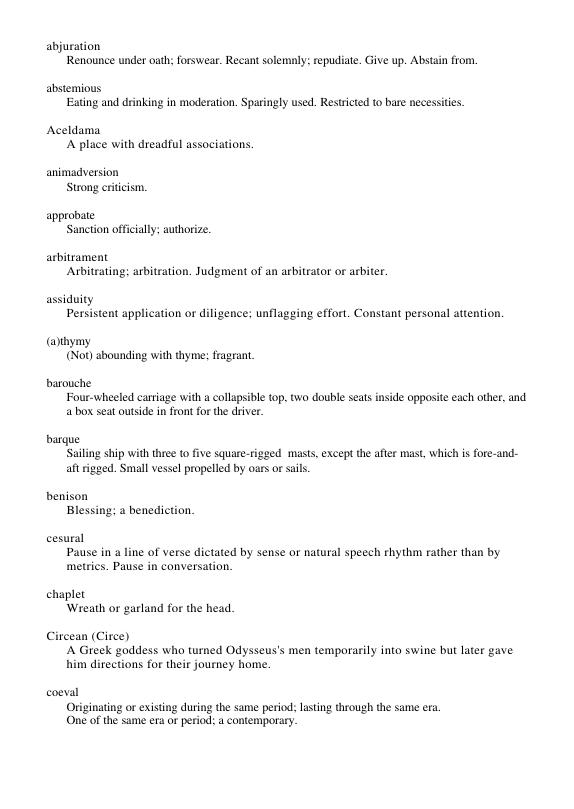 abjuration
Renounce under oath; forswear. Recant solemnly; repudiate. Give up. Abstain from.
abstemious
Eating and drinking in moderation. Sparingly used. Restricted to bare necessities.
Aceldama
A place with dreadful associations.
animadversion
Strong criticism.
approbate
Sanction officially; authorize.
arbitrament
Arbitrating; arbitration. Judgment of an arbitrator or arbiter.
assiduity
Persistent application or diligence; unflagging effort. Constant personal attention.
(a)thymy
(Not) abounding with thyme; fragrant.
barouche
Four-wheeled carriage with a collapsible top, two double seats inside opposite each other, and
a box seat outside in front for the driver.
barque
Sailing ship with three to five square-rigged  masts, except the after mast, which is fore-and-
aft rigged. Small vessel propelled by oars or sails.
benison
Blessing; a benediction.
cesural
Pause in a line of verse dictated by sense or natural speech rhythm rather than by
metrics. Pause in conversation.
chaplet
Wreath or garland for the head.
Circean (Circe)
A Greek goddess who turned Odysseus's men temporarily into swine but later gave
him directions for their journey home.
coeval
Originating or existing during the same period; lasting through the same era.
One of the same era or period; a contemporary.